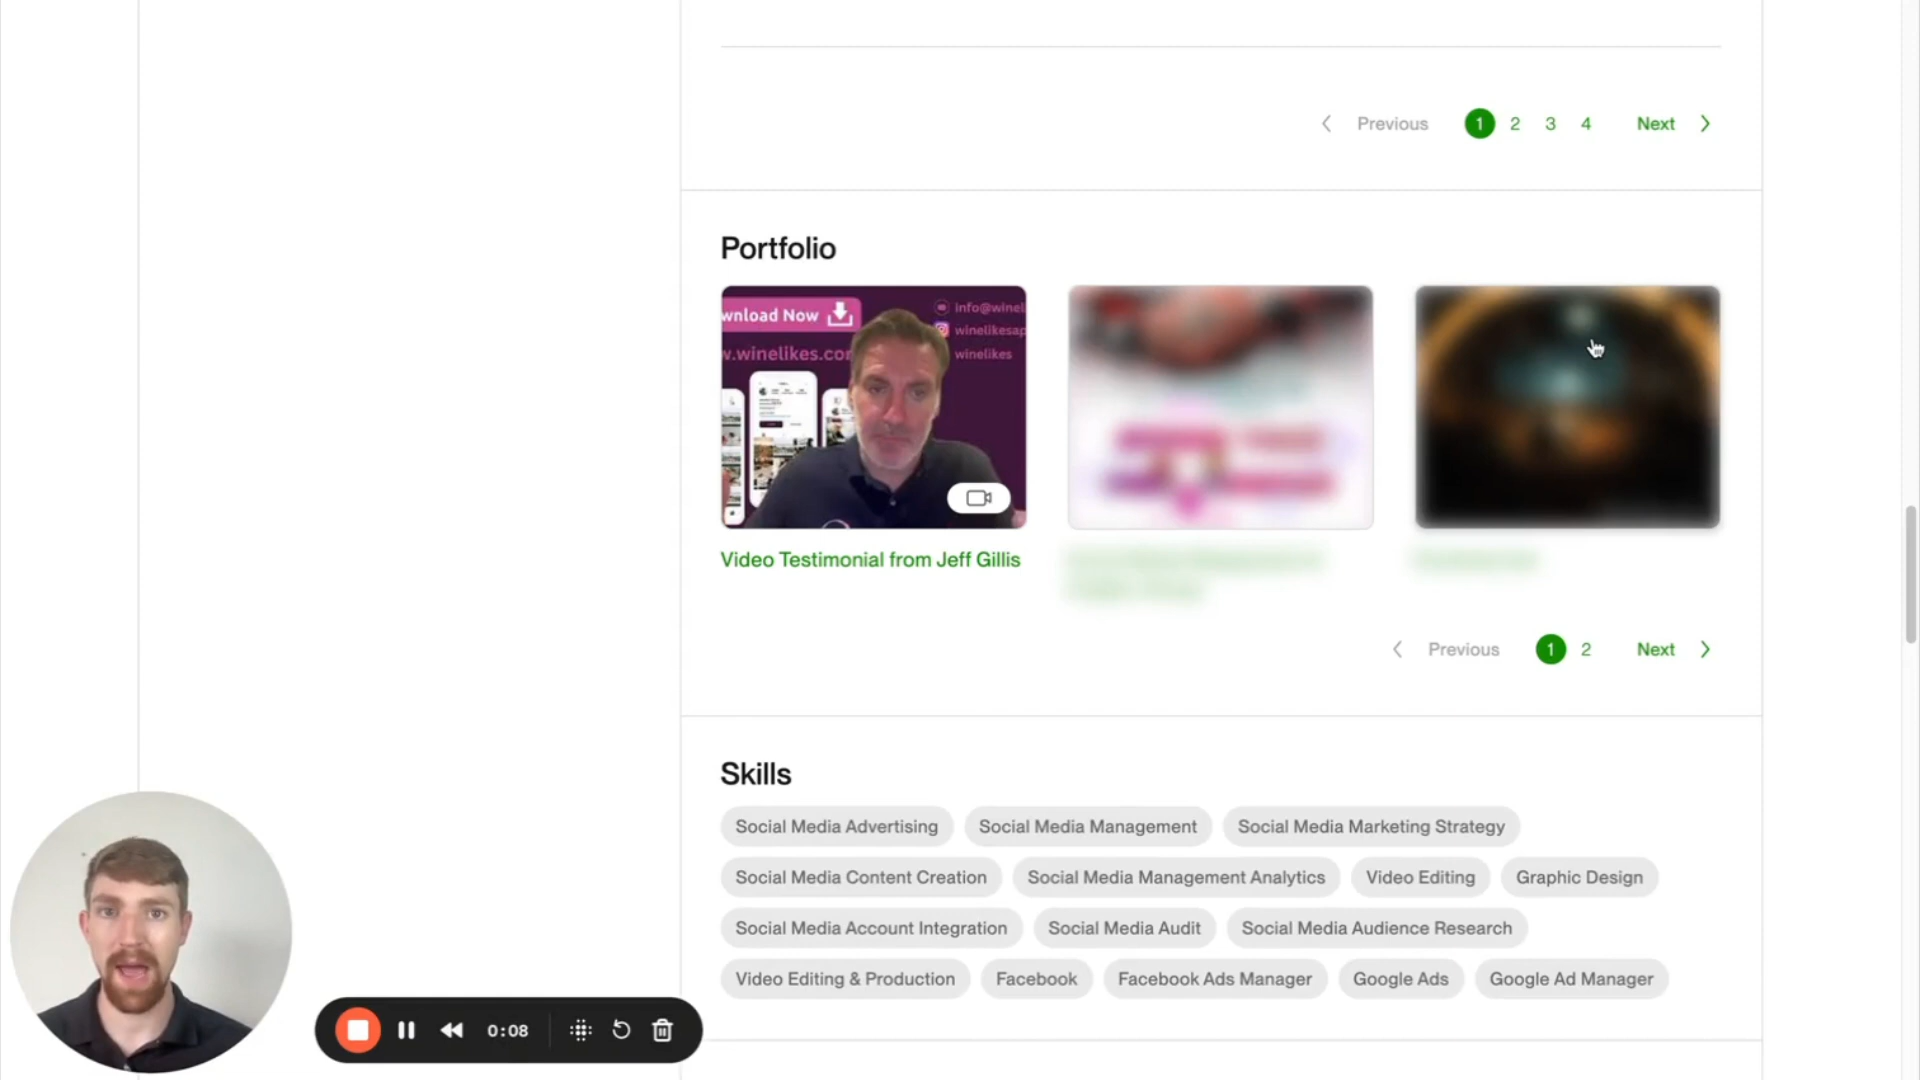 Previous 1 2 3 4 Next
Portfolio
wnload Now
info@winel
winelikesap
w.winelikes.com
winelikes
Video Testimonial from Jeff Gillis
Previous 1 2 Next
Skills
Social Media Advertising Social Media Management Social Media Marketing Strategy
Social Media Content Creation Social Media Management Analytics Video Editing Graphic Design
Social Media Account Integration Social Media Audit Social Media Audience Research
Video Editing & Production Facebook Facebook Ads Manager Google Ads Google Ad Manager
0:08